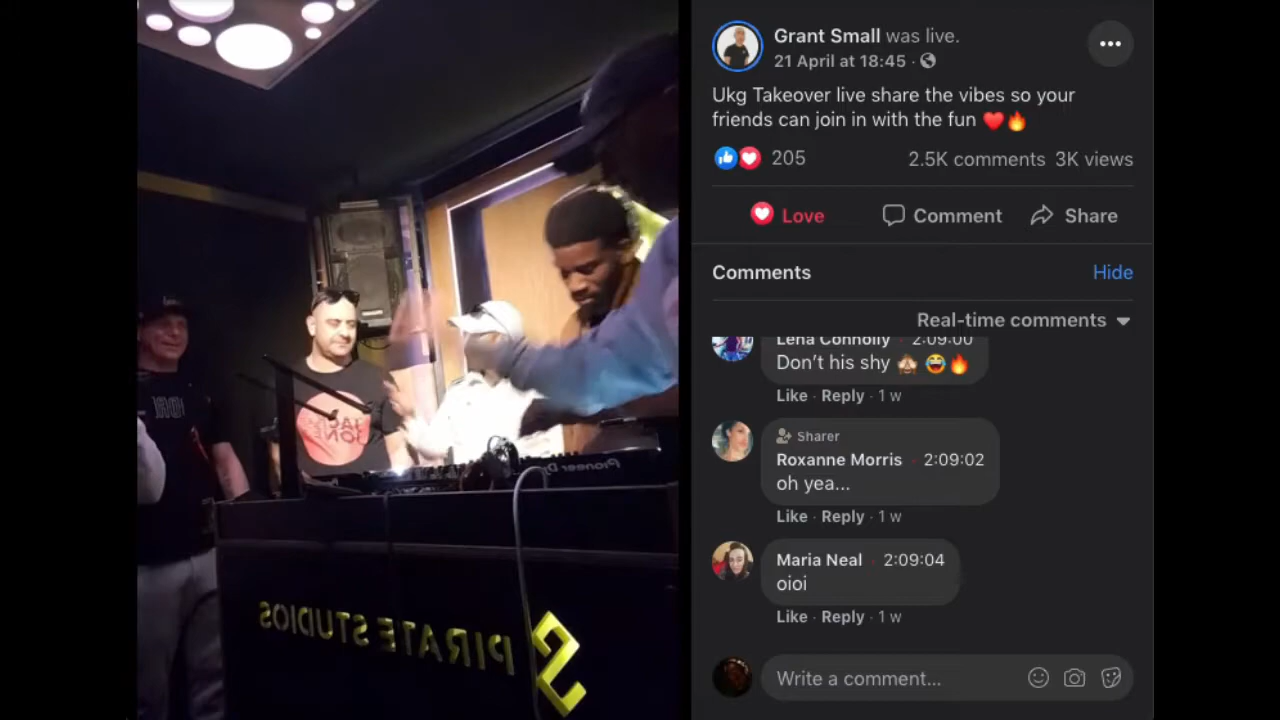 Grant Small was live.
21 April at 18:45 ·
Ukg Takeover live share the vibes so your
friends can join in with the fun ❤️🔥
205
2.5K comments 3K views
Love
Comment
Share
Comments
Hide
Real-time comments
Lena Connolly · 2:09:00
Don't his shy 🙈 😂🔥
Like · Reply · 1 w
Sharer
Roxanne Morris · 2:09:02
oh yea...
Like · Reply · 1 w
Maria Neal · 2:09:04
oioi
Like · Reply · 1 w
Write a comment...
Pioneer DJ
PIRATE STUDIOS